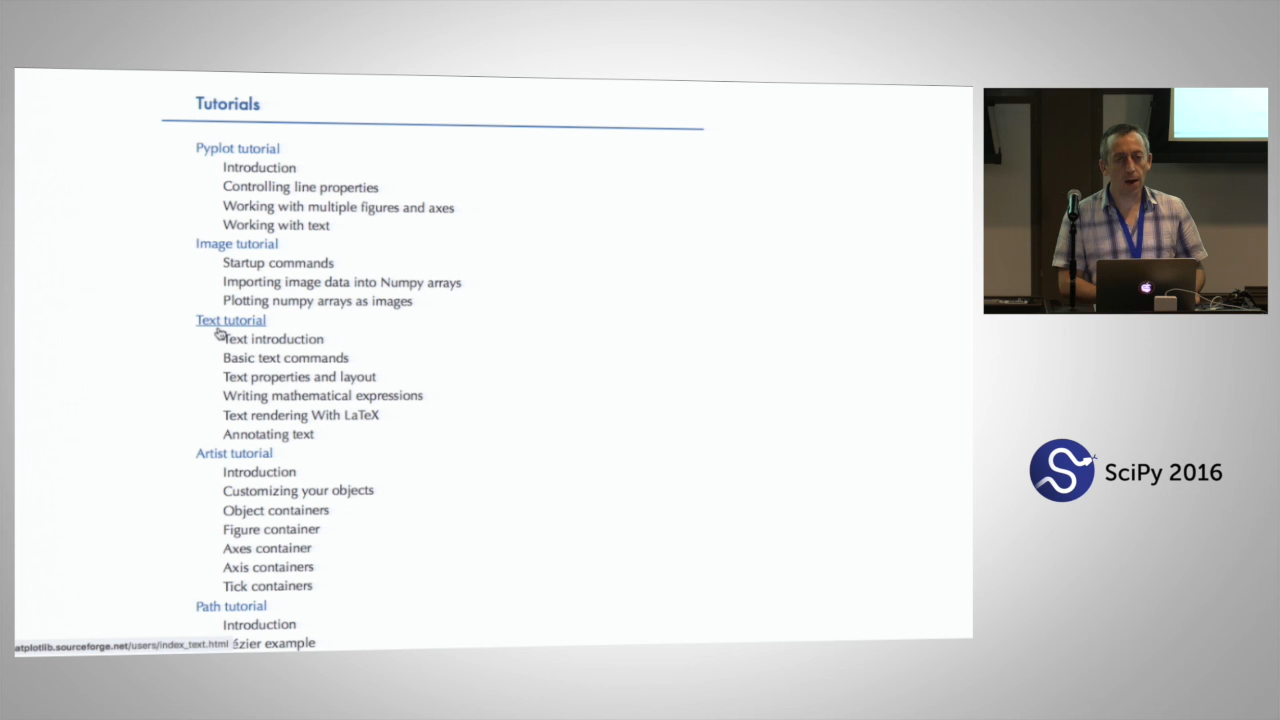 Tutorials
Pyplot tutorial
Introduction
Controlling line properties
Working with multiple figures and axes
Working with text
Image tutorial
Startup commands
Importing image data into Numpy arrays
Plotting numpy arrays as images
Text tutorial
Text introduction
Basic text commands
Text properties and layout
Writing mathematical expressions
Text rendering With LaTeX
Annotating text
Artist tutorial
Introduction
Customizing your objects
Object containers
Figure container
Axes container
Axis containers
Tick containers
Path tutorial
Introduction
ézier example
atplotlib.sourceforge.net/users/index_text.html
SciPy 2016